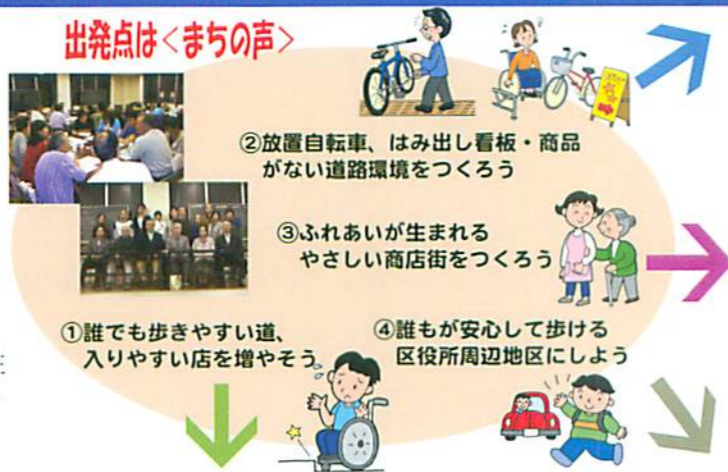 出発点は＜まちの声＞
②放置自転車、はみ出し看板・商品
がない道路環境をつくろう
③ふれあいが生まれる
やさしい商店街をつくろう
①誰でも歩きやすい道、
入りやすい店を増やそう
④誰もが安心して歩ける
区役所周辺地区にしよう